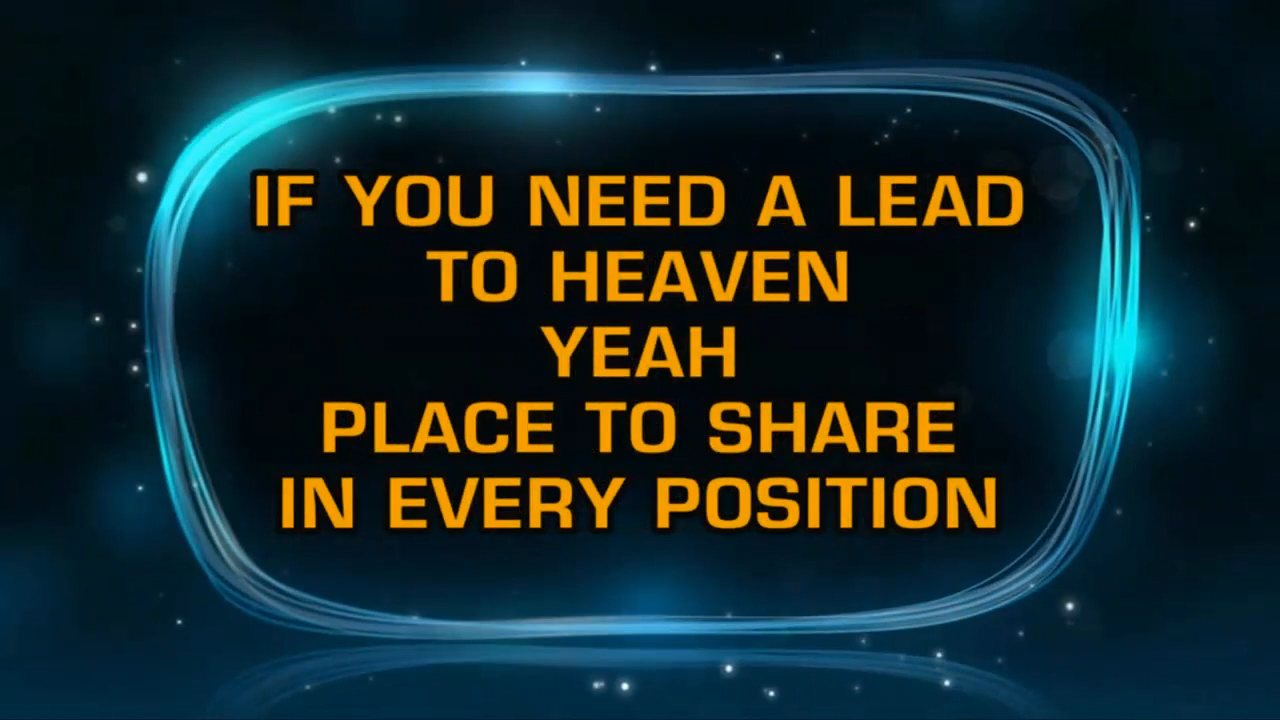 IF YOU NEED A LEAD
TO HEAVEN
YEAH
PLACE TO SHARE
IN EVERY POSITION